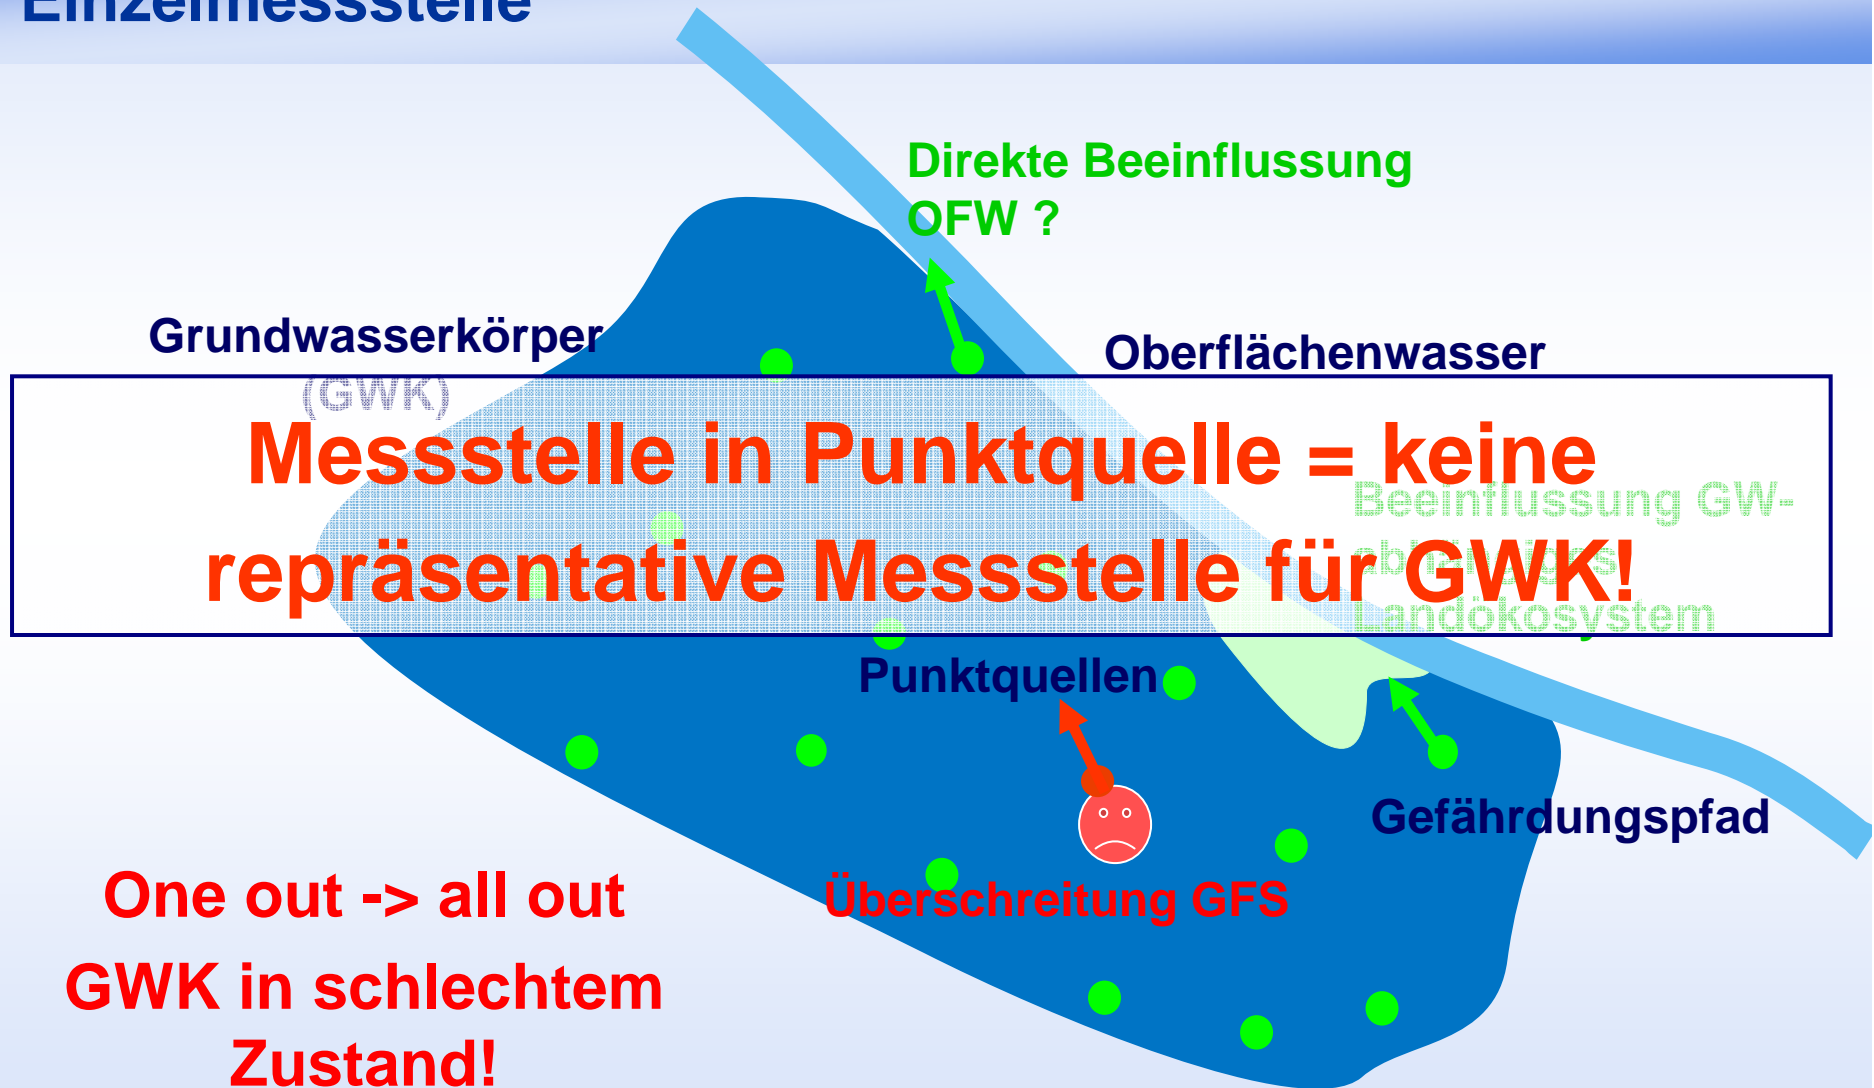 Einzelmessstelle
Direkte Beeinflussung
OFW ?
Grundwasserkörper
(GWK)
Oberflächenwasser
Messstelle in Punktquelle = keine
repräsentative Messstelle für GWK!
Beeinflussung GW-
Landökosystem
Punktquellen
Gefährdungspfad
Überschreitung GFS
One out -> all out
GWK in schlechtem
Zustand!